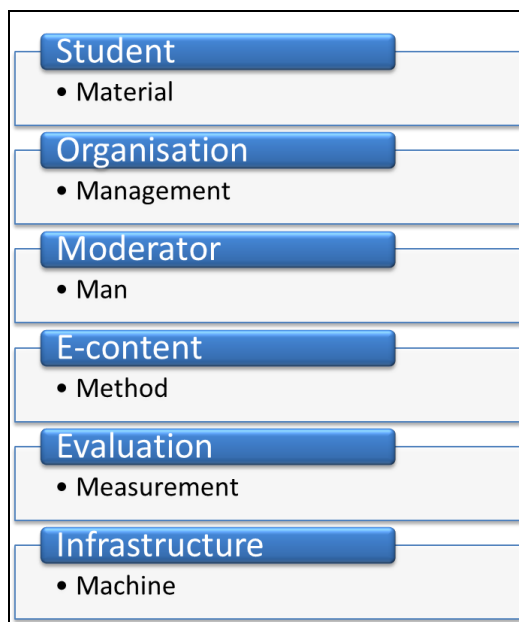 Student
• Material
Organisation
• Management
Moderator
• Man
E-content
• Method
Evaluation
• Measurement
Infrastructure
• Machine